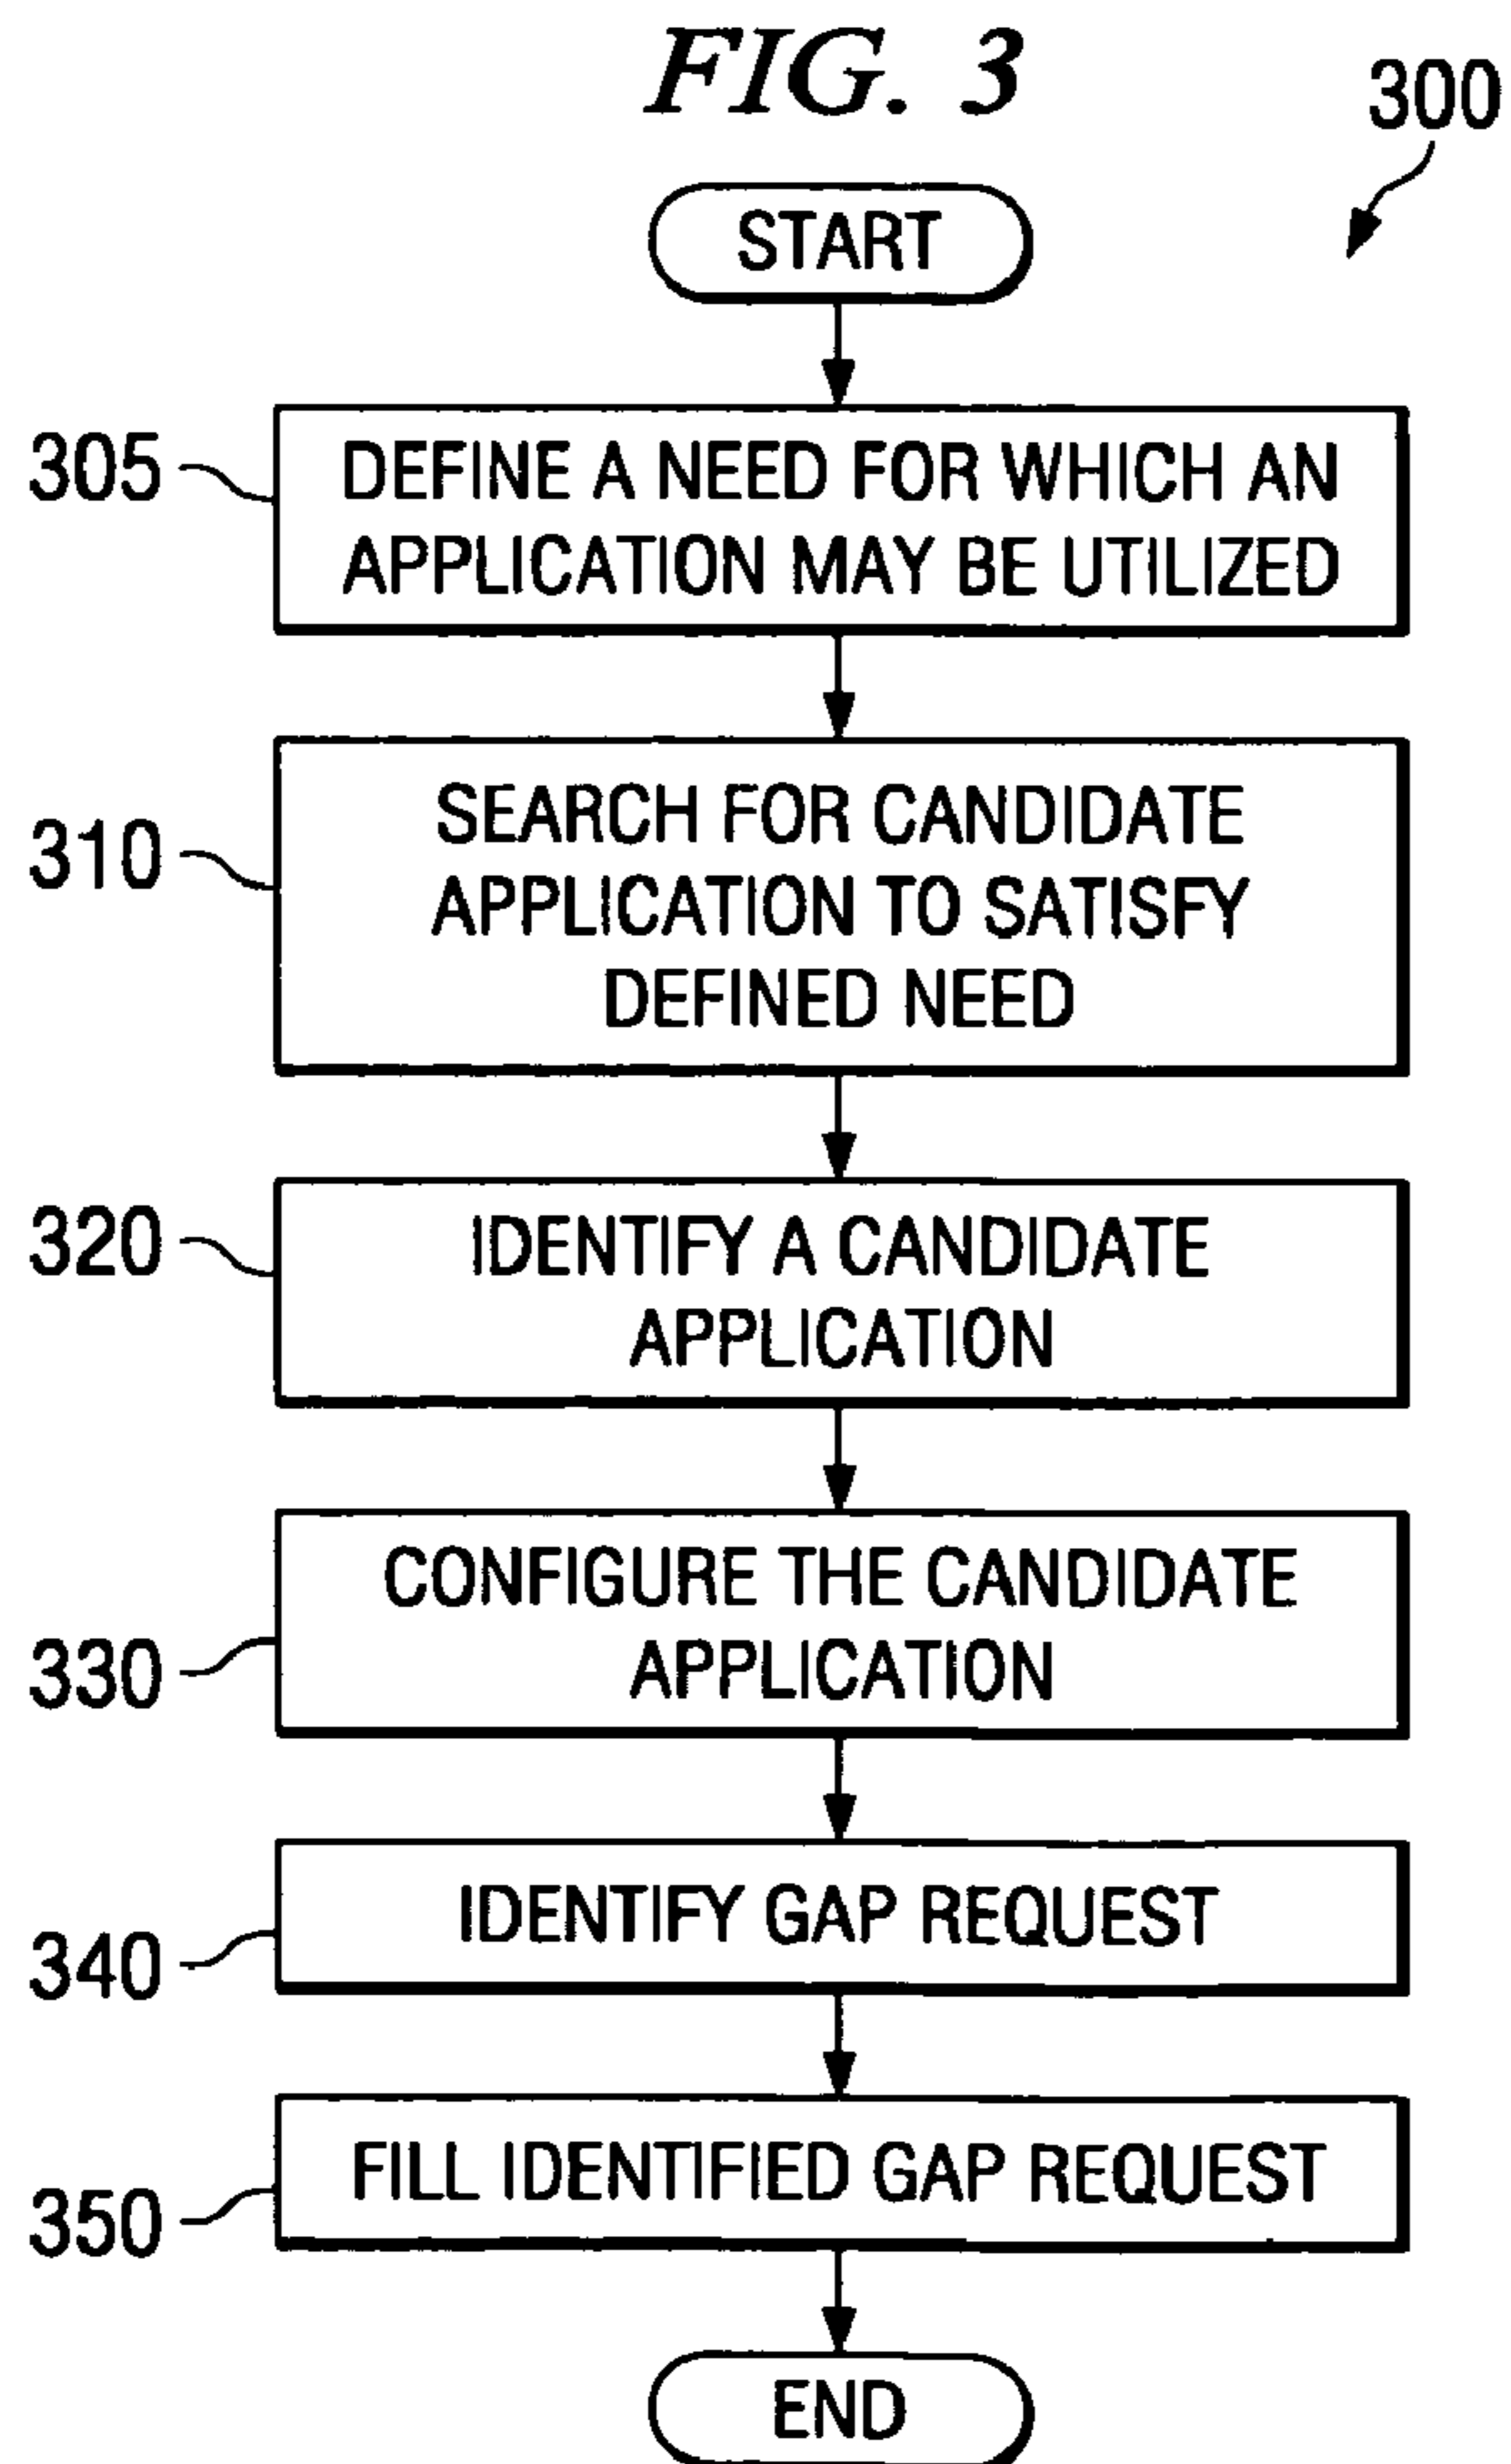 FIG. 3
300
START
305
DEFINE A NEED FOR WHICH AN
APPLICATION MAY BE UTILIZED
310
SEARCH FOR CANDIDATE
APPLICATION TO SATISFY
DEFINED NEED
320
IDENTIFY A CANDIDATE
APPLICATION
330
CONFIGURE THE CANDIDATE
APPLICATION
340
IDENTIFY GAP REQUEST
350
FILL IDENTIFIED GAP REQUEST
END